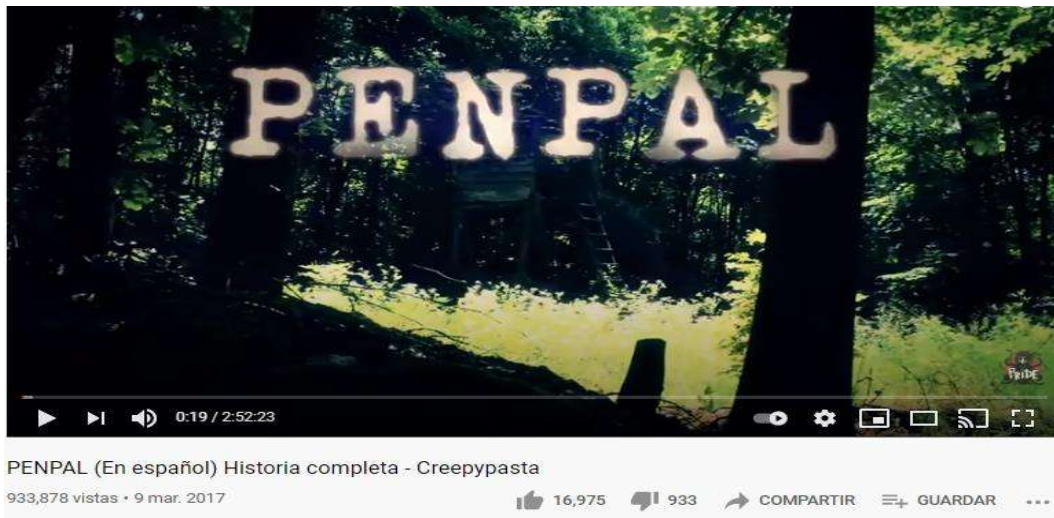 PENPAL
PRIDE
0:19 / 2:52:23
PENPAL (En español) Historia completa - Creepypasta
933,878 vistas • 9 mar. 2017
16,975 933 COMPARTIR GUARDAR